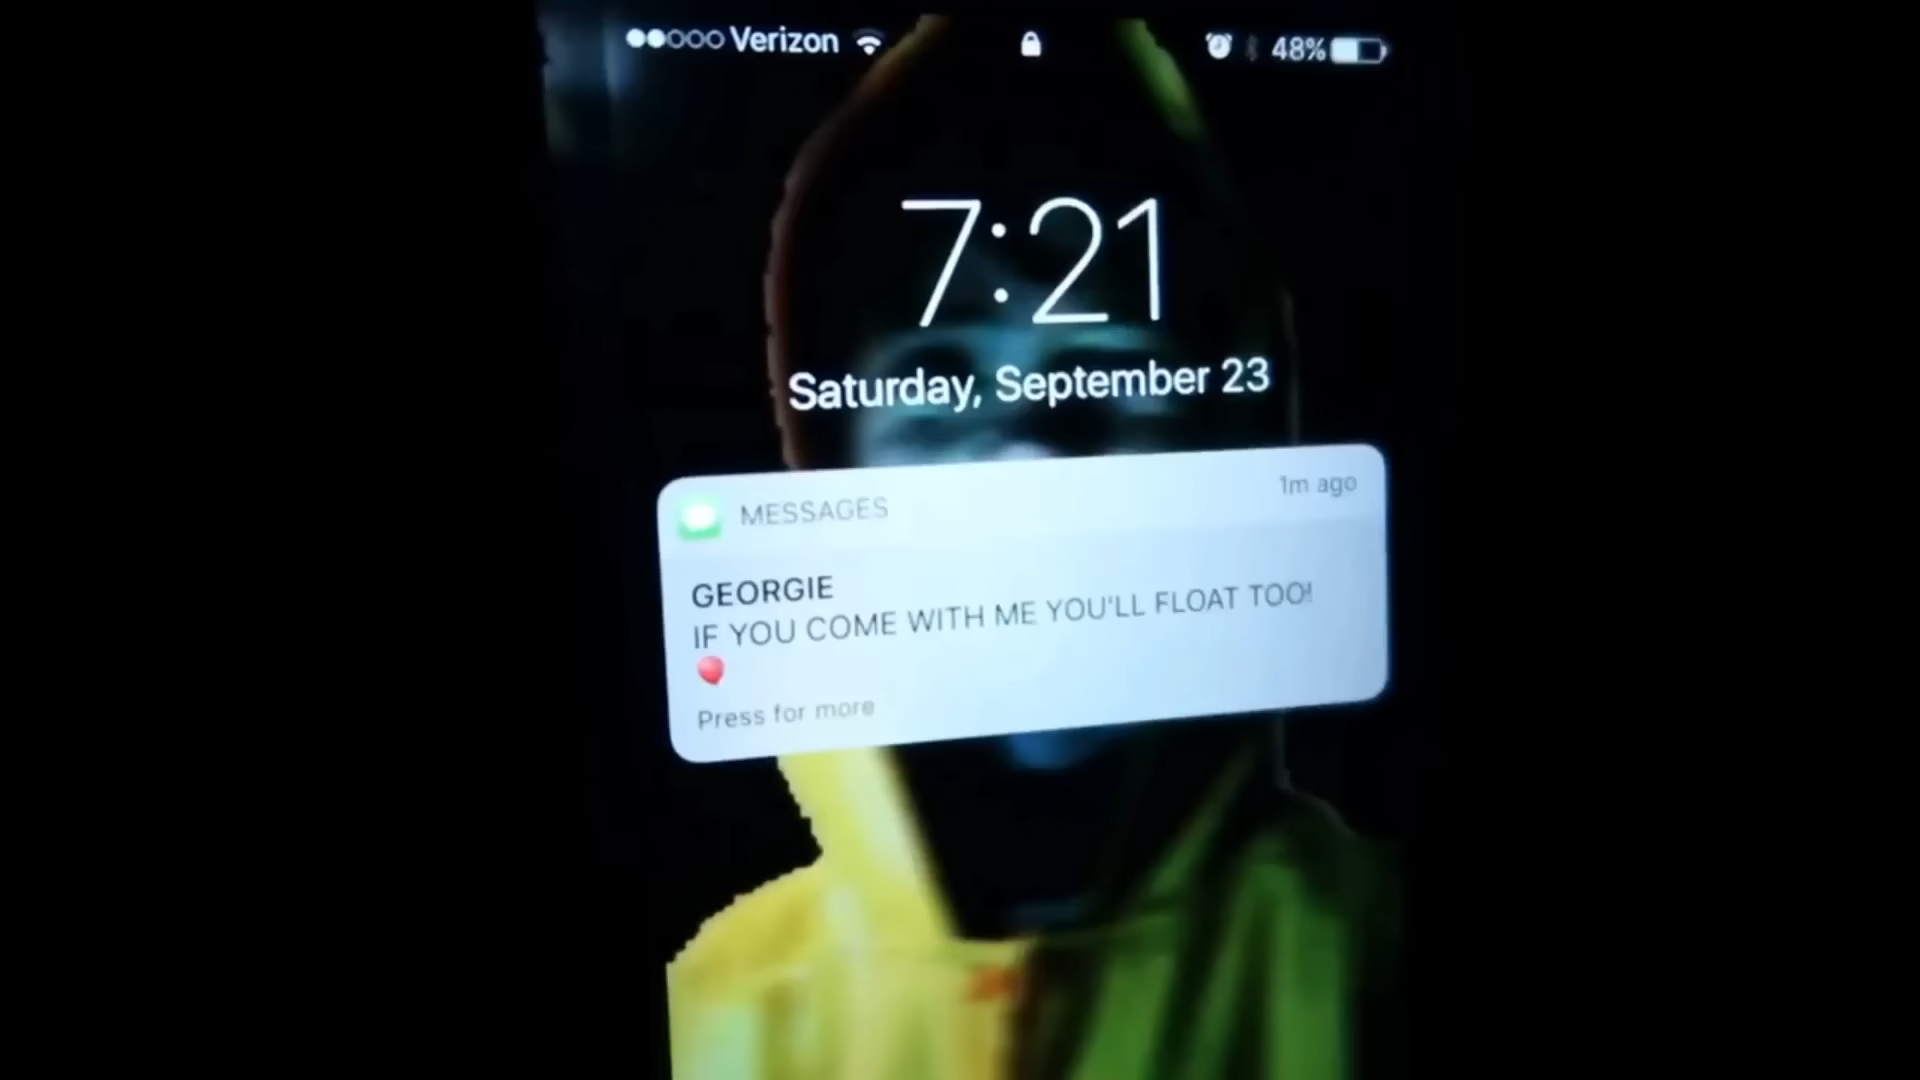 Verizon 48%
7:21
Saturday, September 23
MESSAGES 1m ago
GEORGIE
IF YOU COME WITH ME YOU'LL FLOAT TOO!
🎈
Press for more